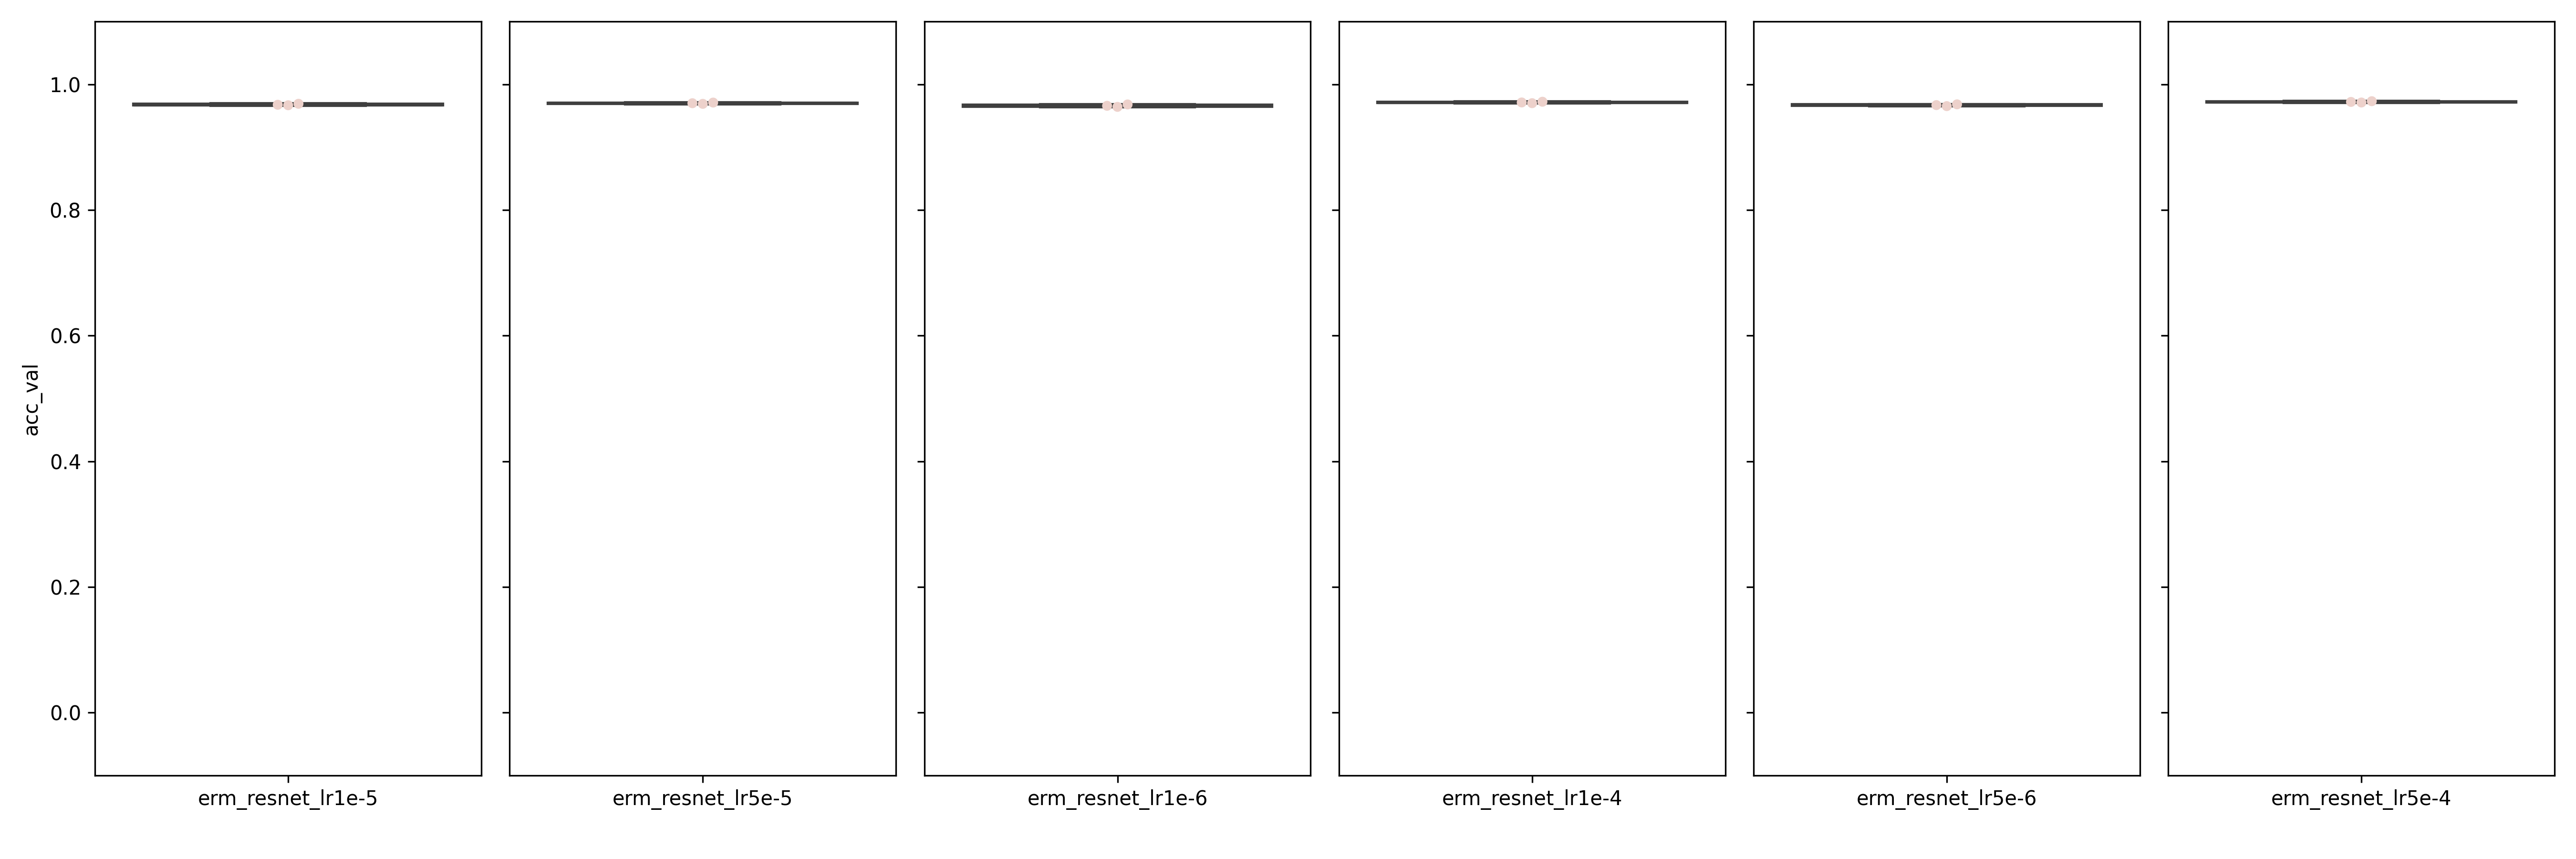 acc_val
1.0
0.8
0.6
0.4
0.2
0.0
erm_resnet_lr1e-5
erm_resnet_lr5e-5
erm_resnet_lr1e-6
erm_resnet_lr1e-4
erm_resnet_lr5e-6
erm_resnet_lr5e-4